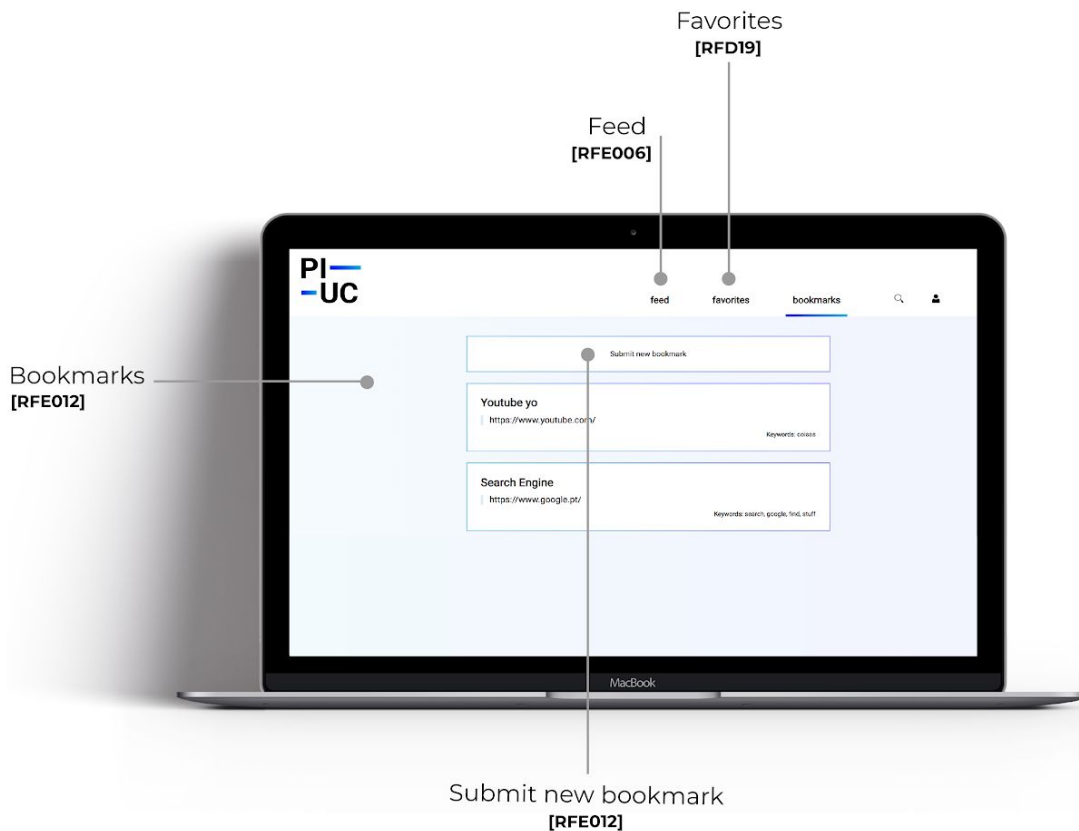 Favorites
[RFD19]
Feed
[RFE006]
PI
UC
feed favorites bookmarks
Submit new bookmark
Bookmarks
[RFE012]
Youtube yo
https://www.youtube.com/
Keywords: coisas
Search Engine
https://www.google.pt/
Keywords: search, google, find, stuff
MacBook
Submit new bookmark
[RFE012]